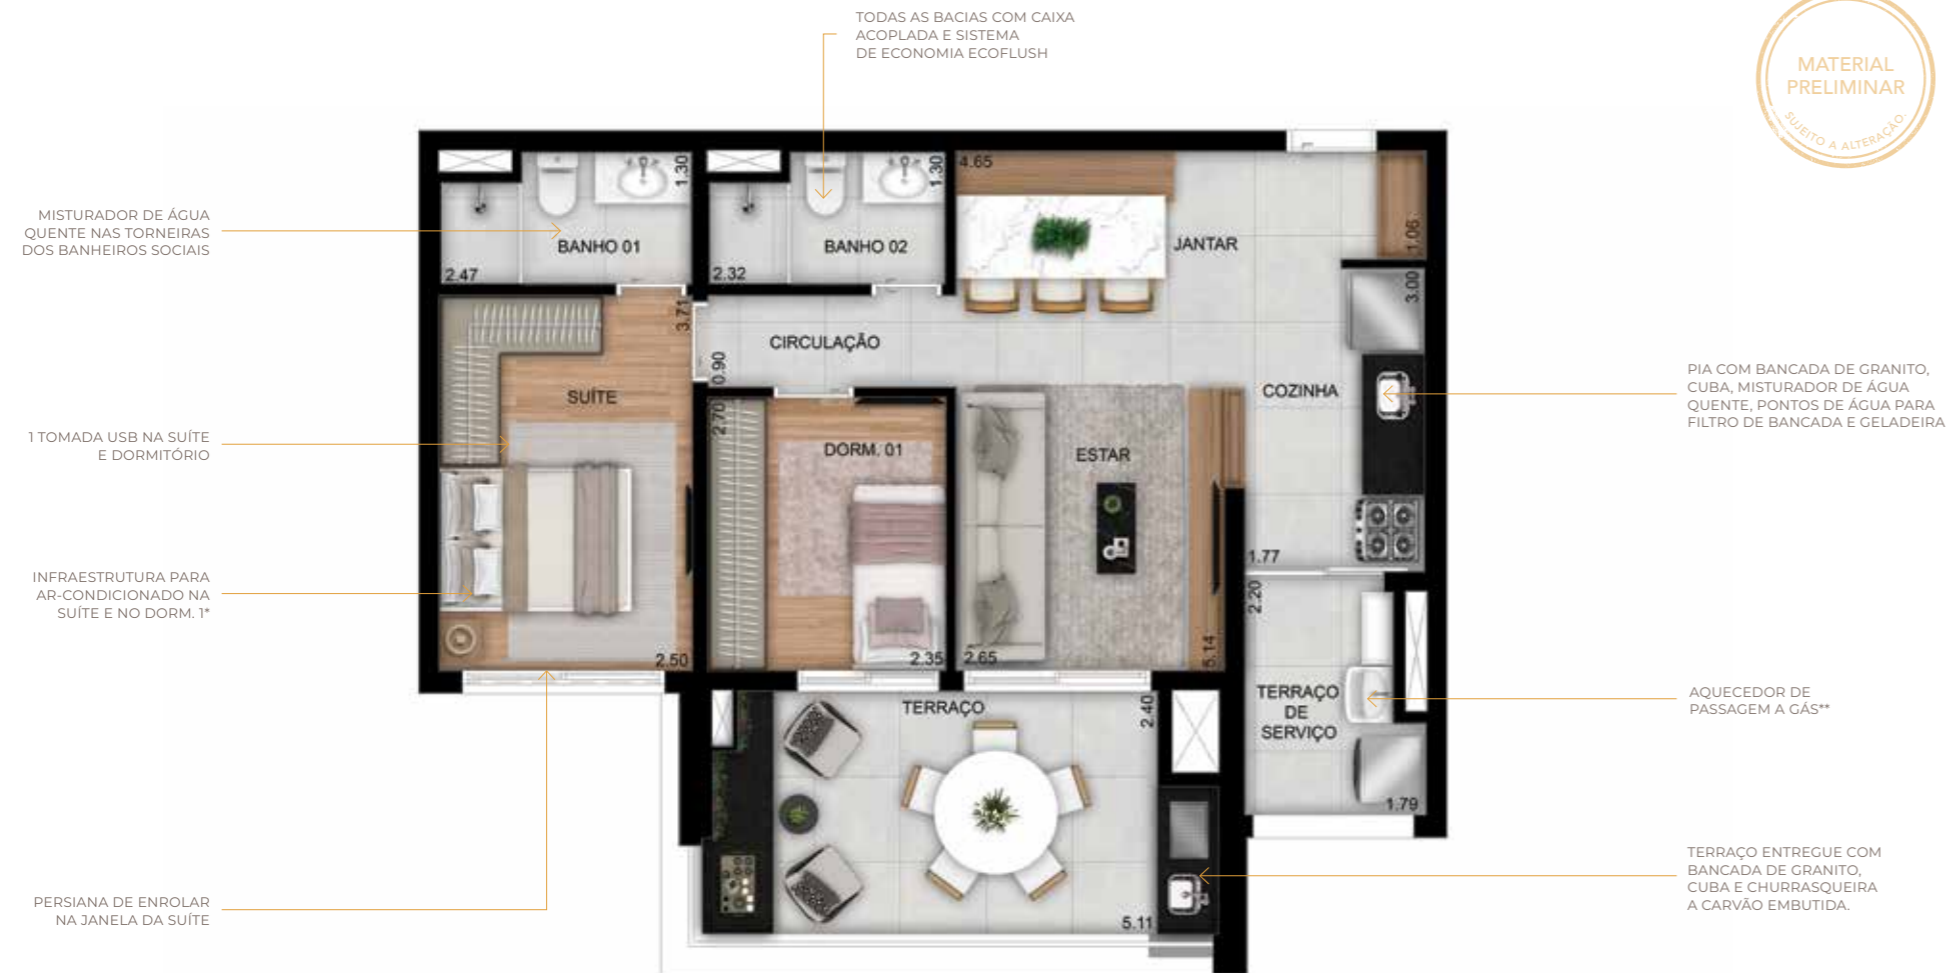 TODAS AS BACIAS COM CAIXA
ACOPLADA E SISTEMA
DE ECONOMIA ECOFLUSH
MATERIAL
PRELIMINAR
SUJEITO A ALTERAÇÃO.
MISTURADOR DE ÁGUA
QUENTE NAS TORNEIRAS
DOS BANHEIROS SOCIAIS
1 TOMADA USB NA SUÍTE
E DORMITÓRIO
INFRAESTRUTURA PARA
AR-CONDICIONADO NA
SUÍTE E NO DORM. 1*
PERSIANA DE ENROLAR
NA JANELA DA SUÍTE
1.30
BANHO 01
2.47
1.30
BANHO 02
2.32
4.65
JANTAR
1.06
3.00
3.71
CIRCULAÇÃO
0.90
SUÍTE
2.50
2.70
DORM. 01
2.35
ESTAR
2.65
5.14
COZINHA
1.77
2.20
TERRAÇO
DE
SERVIÇO
1.79
TERRAÇO
2.40
5.11
PIA COM BANCADA DE GRANITO,
CUBA, MISTURADOR DE ÁGUA
QUENTE, PONTOS DE ÁGUA PARA
FILTRO DE BANCADA E GELADEIRA
AQUECEDOR DE
PASSAGEM A GÁS**
TERRAÇO ENTREGUE COM
BANCADA DE GRANITO,
CUBA E CHURRASQUEIRA
A CARVÃO EMBUTIDA.